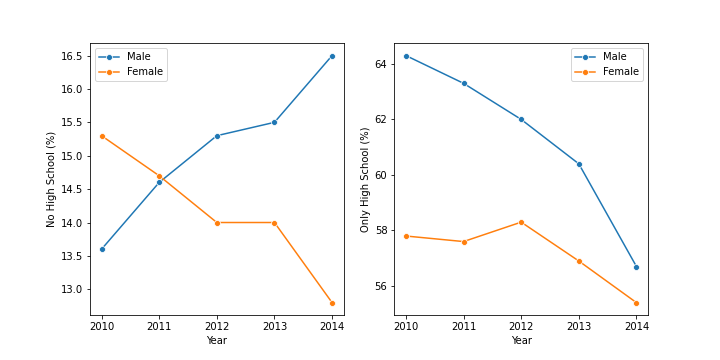 Male
Female
16.5
16.0
15.5
15.0
14.5
14.0
13.5
13.0
No High School (%)
2010 2011 2012 2013 2014
Year
Male
Female
64
62
60
58
56
Only High School (%)
2010 2011 2012 2013 2014
Year